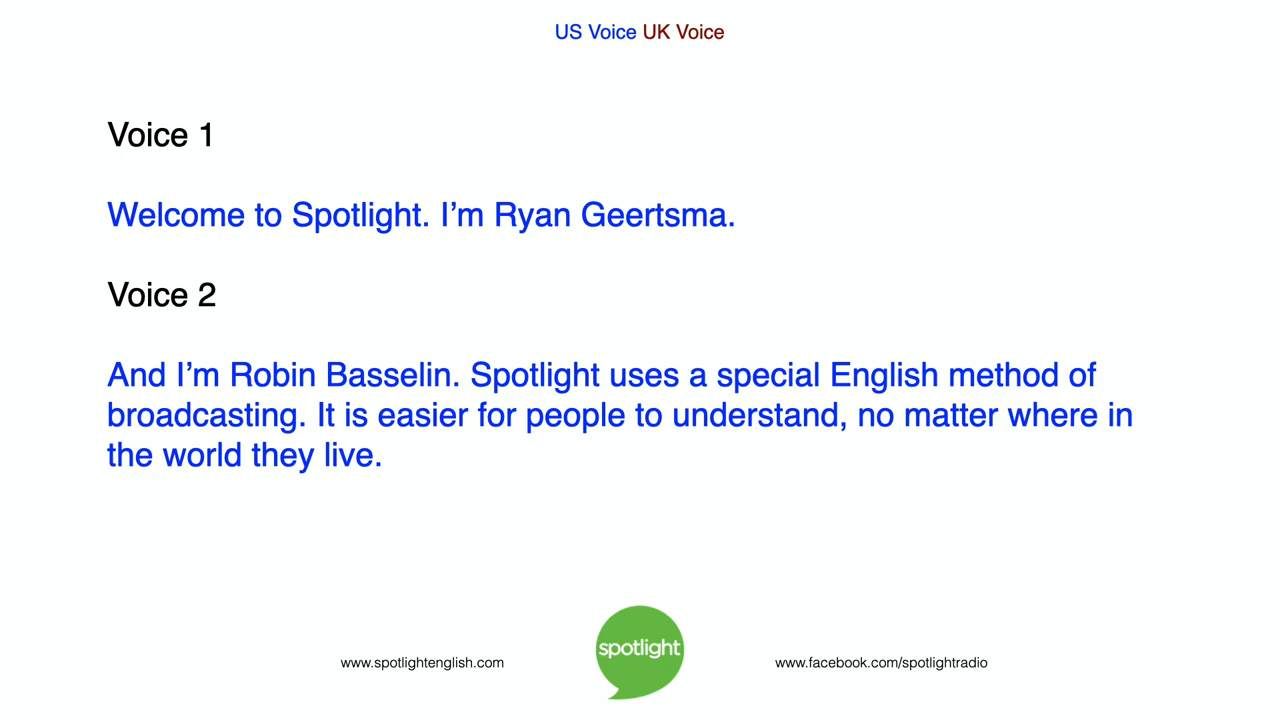 US Voice UK Voice
Voice 1
Welcome to Spotlight. I’m Ryan Geertsma.
Voice 2
And I’m Robin Basselin. Spotlight uses a special English method of
broadcasting. It is easier for people to understand, no matter where in
the world they live.
www.spotlightenglish.com
spotlight
www.facebook.com/spotlightradio